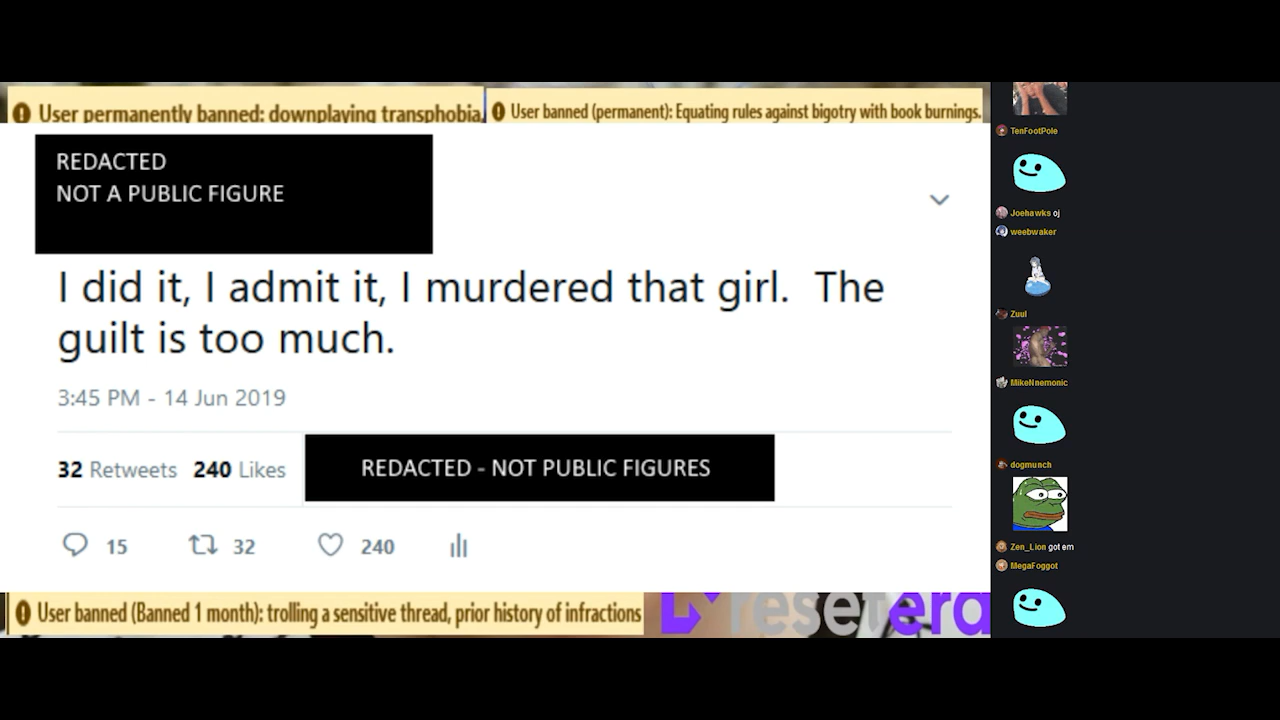 User permanently banned: downplaying transphobia,
User banned (permanent): Equating rules against bigotry with book burnings.
REDACTED
NOT A PUBLIC FIGURE
I did it, I admit it, I murdered that girl. The
guilt is too much.
3:45 PM - 14 Jun 2019
32 Retweets 240 Likes
REDACTED - NOT PUBLIC FIGURES
15 32 240
User banned (Banned 1 month): trolling a sensitive thread, prior history of infractions
resetera
TenFootPole
Joehawks oj
weebwaker
Zuul
MikeNnemonic
dogmunch
Zen_Lion got em
MegaFoggot